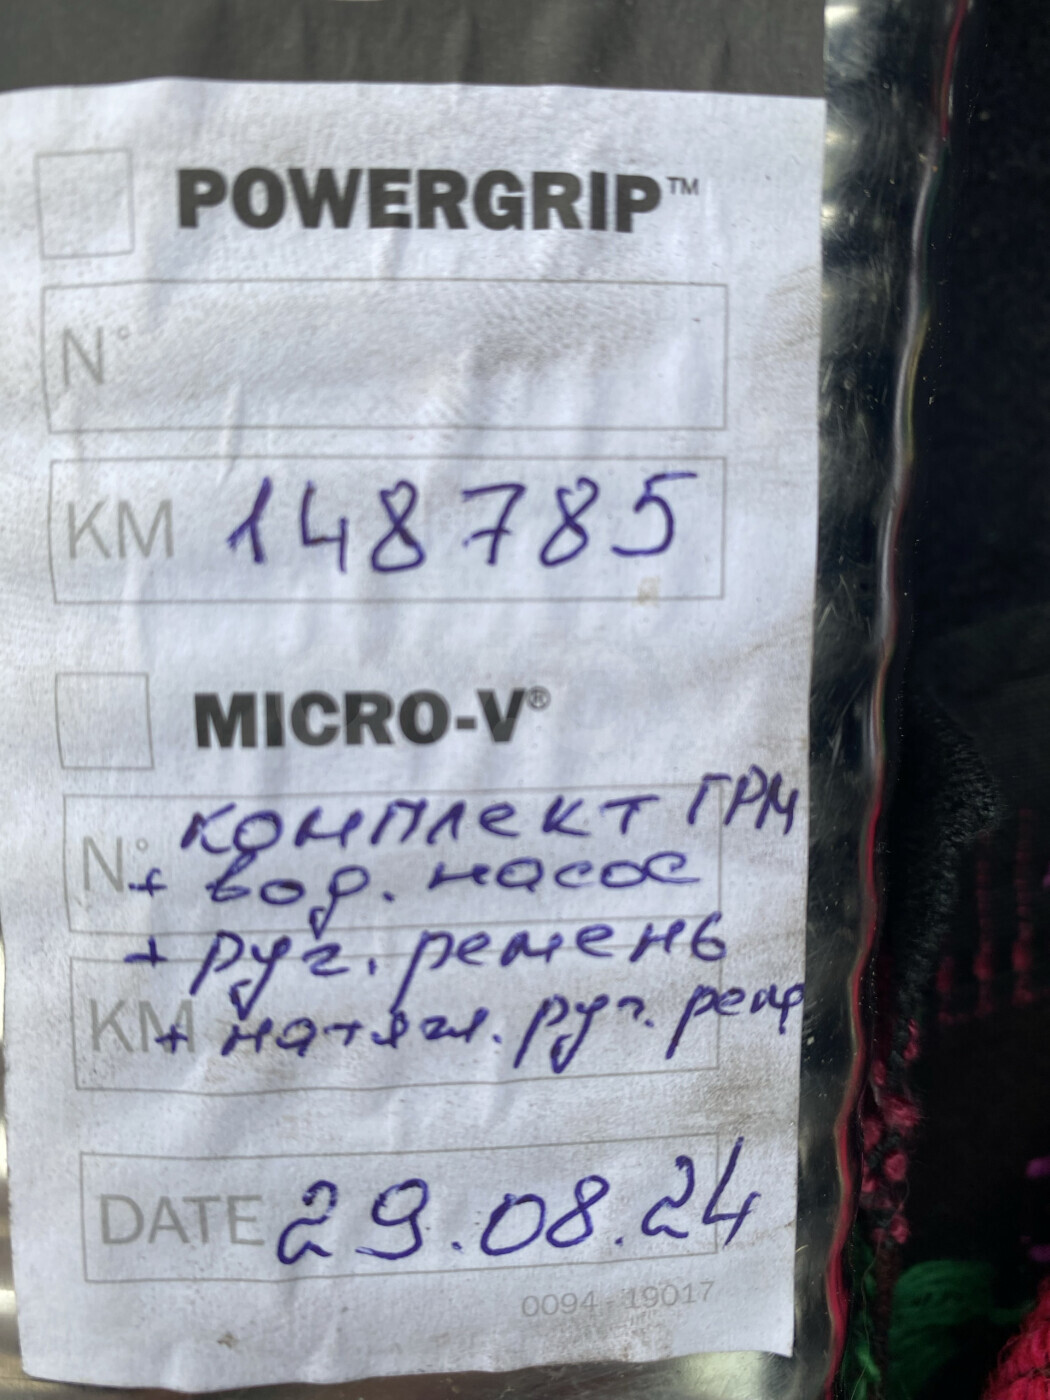 POWERGRIP™
N°
KM 148785
MICRO-V®
комплект ГРМ
N° + вод. насос
+ руч. ремень
KM + натяги. руч. рем
DATE 29.08.24
0094 - 19017